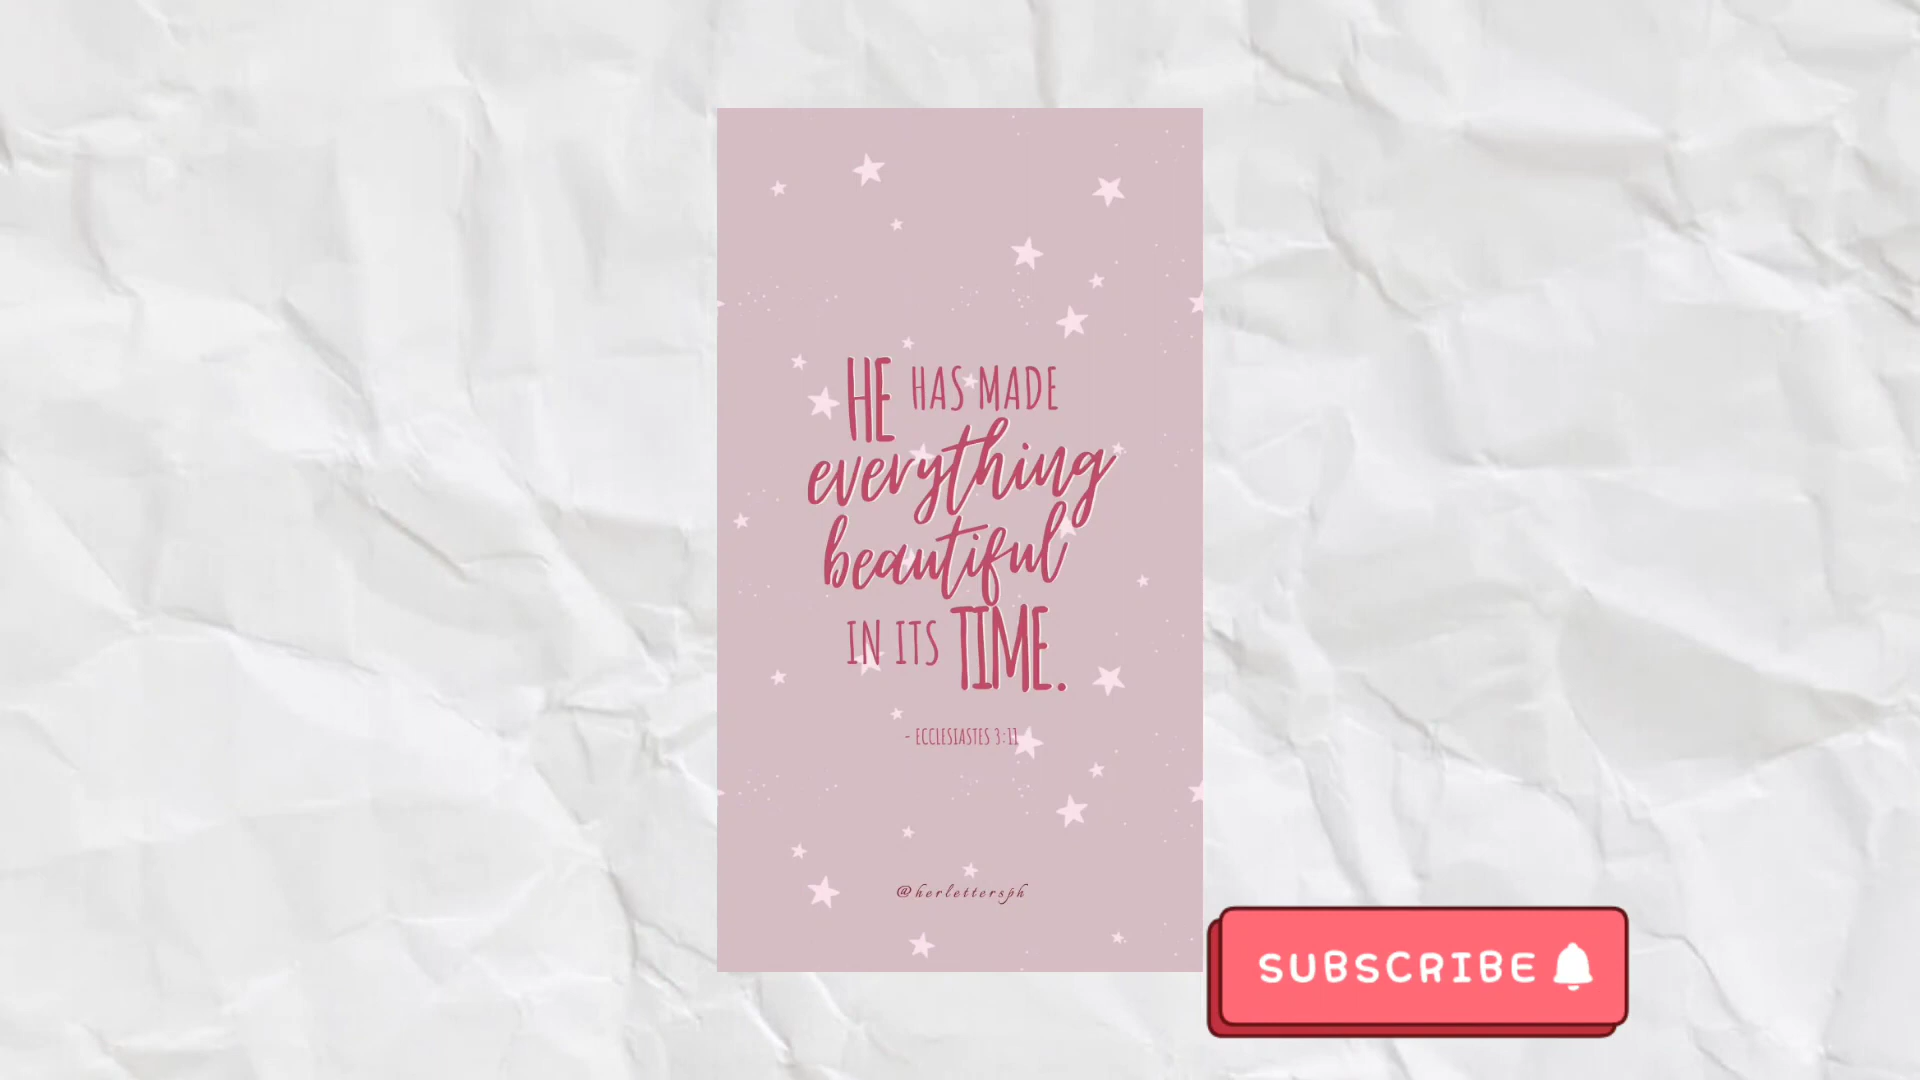 HE HAS MADE
everything
beautiful
IN ITS TIME.
- ECCLESIASTES 3:11
@herlettersph
SUBSCRIBE